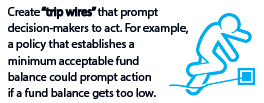 Create “trip wires” that prompt
decision-makers to act. For example,
a policy that establishes a
minimum acceptable fund
balance could prompt action
if a fund balance gets too low.